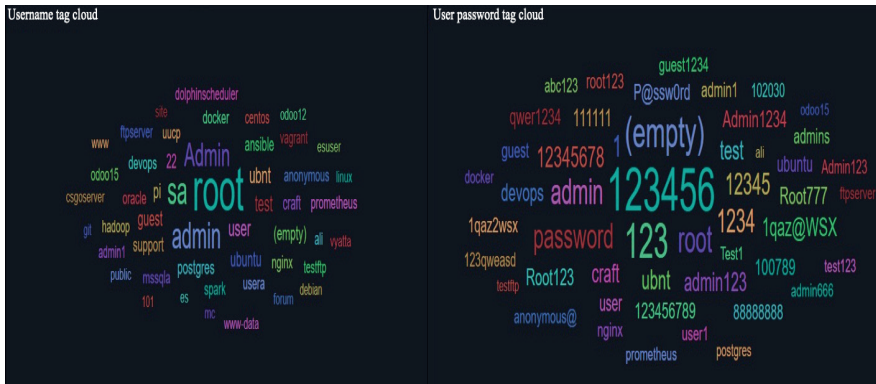 Username tag cloud
dolphinscheduler
site docker centos odoo12
www ftpserver uucp ansible vagrant esuser
odoo15 devops 22 Admin ubnt anonymous linux
csgoserver oracle pi sa root test craft prometheus
git hadoop guest admin user (empty) ali vyatta
admin1 support postgres ubuntu nginx testftp
public mssqla spark usera debian
101 es forum
mc www-data
User password tag cloud
guest1234
abc123 root123 P@ssw0rd admin1 102030
qwer1234 111111 1 (empty) Admin1234 odoo15
guest 12345678 test ali admins
docker devops admin 123456 12345 ubuntu Admin123
1qaz2wsx Root777 ftpserver
password 123 root 1234 1qaz@WSX
123qweasd Test1
testftp Root123 craft ubnt admin123 100789 test123
user 123456789 admin666
anonymous@ nginx user1 88888888
prometheus postgres